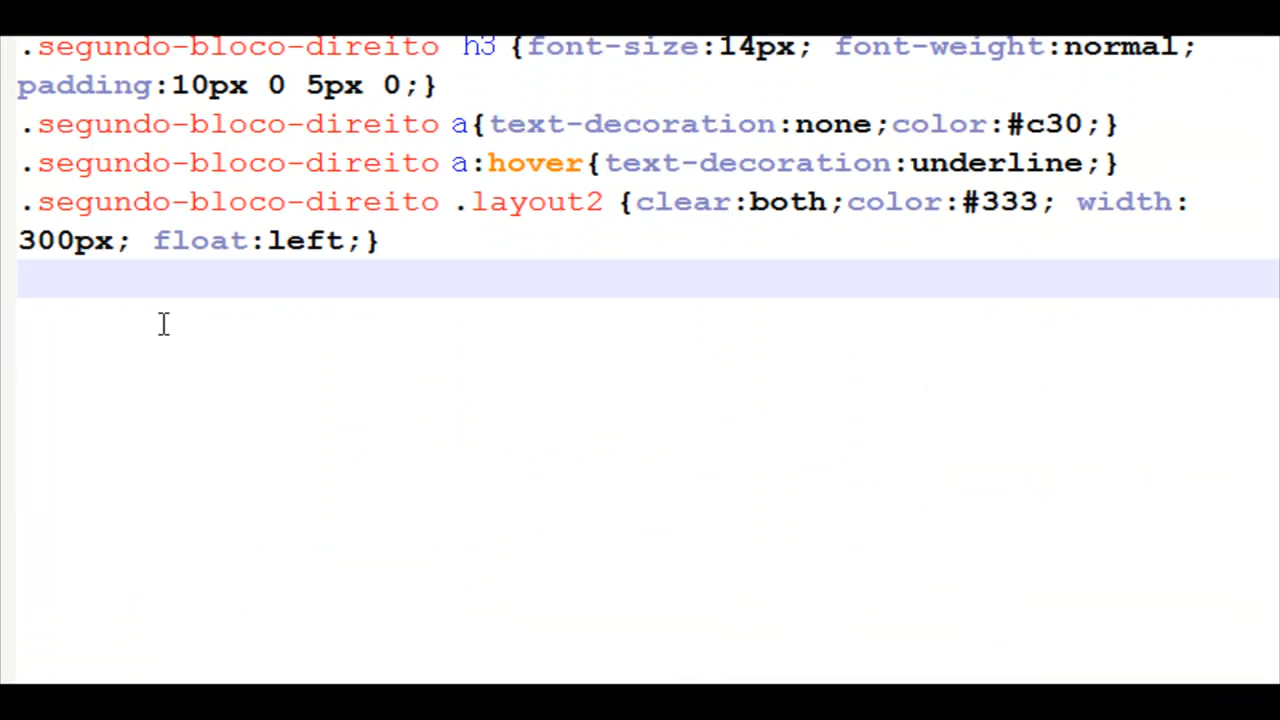 .segundo-bloco-direito h3 {font-size:14px; font-weight:normal;
padding:10px 0 5px 0;}
.segundo-bloco-direito a{text-decoration:none;color:#c30;}
.segundo-bloco-direito a:hover{text-decoration:underline;}
.segundo-bloco-direito .layout2 {clear:both;color:#333; width:
300px; float:left;}